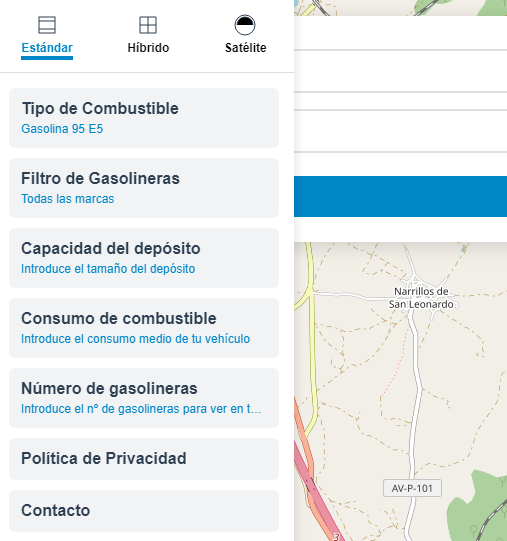 Estándar
Híbrido
Satélite
Tipo de Combustible
Gasolina 95 E5
Filtro de Gasolineras
Todas las marcas
Capacidad del depósito
Introduce el tamaño del depósito
Consumo de combustible
Introduce el consumo medio de tu vehículo
Número de gasolineras
Introduce el nº de gasolineras para ver en t...
Política de Privacidad
Contacto
Narrillos de
San Leonardo
AV-P-101
3